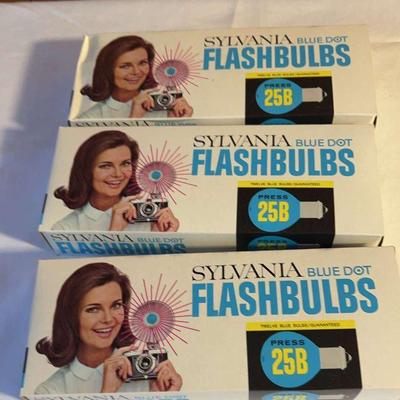 SYLVANIA BLUE DOT
FLASHBULBS
TWELVE BLUE BULBS/GUARANTEED
PRESS
25B
SYLVANIA BLUE DOT
FLASHBULBS
TWELVE BLUE BULBS/GUARANTEED
PRESS
25B
SYLVANIA BLUE DOT
FLASHBULBS
TWELVE BLUE BULBS/GUARANTEED
PRESS
25B